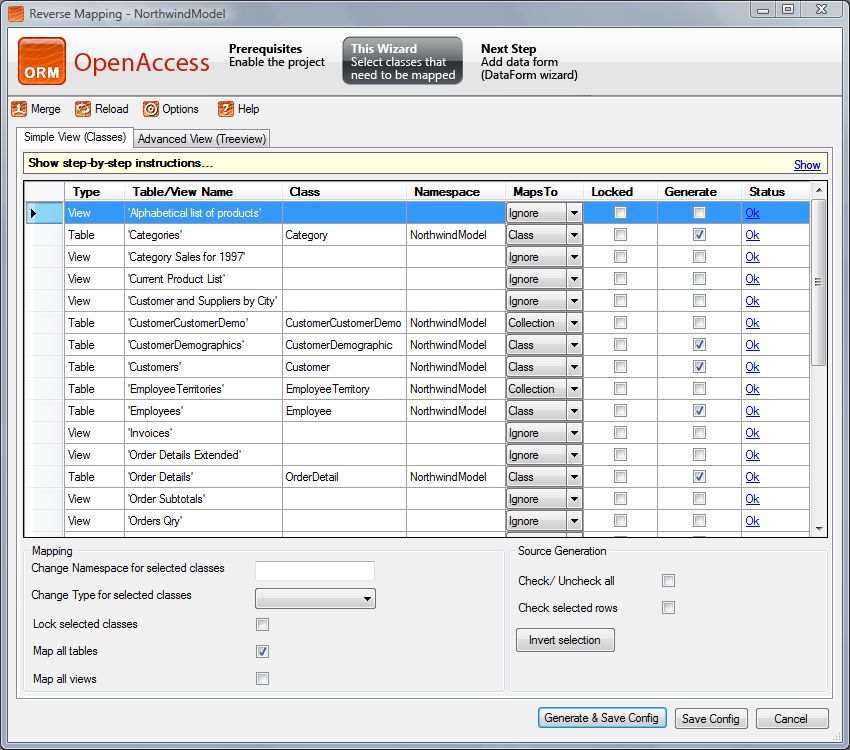 Reverse Mapping - NorthwindModel
ORM OpenAccess
Prerequisites
Enable the project
This Wizard
Select classes that
need to be mapped
Next Step
Add data form
(DataForm wizard)
Merge Reload Options Help
Simple View (Classes) Advanced View (Treeview)
Show step-by-step instructions... Show
Type Table/View Name Class Namespace MapsTo Locked Generate Status
View 'Alphabetical list of products' Ignore Ok
Table 'Categories' Category NorthwindModel Class Ok
View 'Category Sales for 1997' Ignore Ok
View 'Current Product List' Ignore Ok
View 'Customer and Suppliers by City' Ignore Ok
Table 'CustomerCustomerDemo' CustomerCustomerDemo NorthwindModel Collection Ok
Table 'CustomerDemographics' CustomerDemographic NorthwindModel Class Ok
Table 'Customers' Customer NorthwindModel Class Ok
Table 'EmployeeTerritories' EmployeeTerritory NorthwindModel Collection Ok
Table 'Employees' Employee NorthwindModel Class Ok
View 'Invoices' Ignore Ok
View 'Order Details Extended' Ignore Ok
Table 'Order Details' OrderDetail NorthwindModel Class Ok
View 'Order Subtotals' Ignore Ok
View 'Orders Qry' Ignore Ok
Mapping
Change Namespace for selected classes
Change Type for selected classes
Lock selected classes
Map all tables
Map all views
Source Generation
Check/ Uncheck all
Check selected rows
Invert selection
Generate & Save Config Save Config Cancel